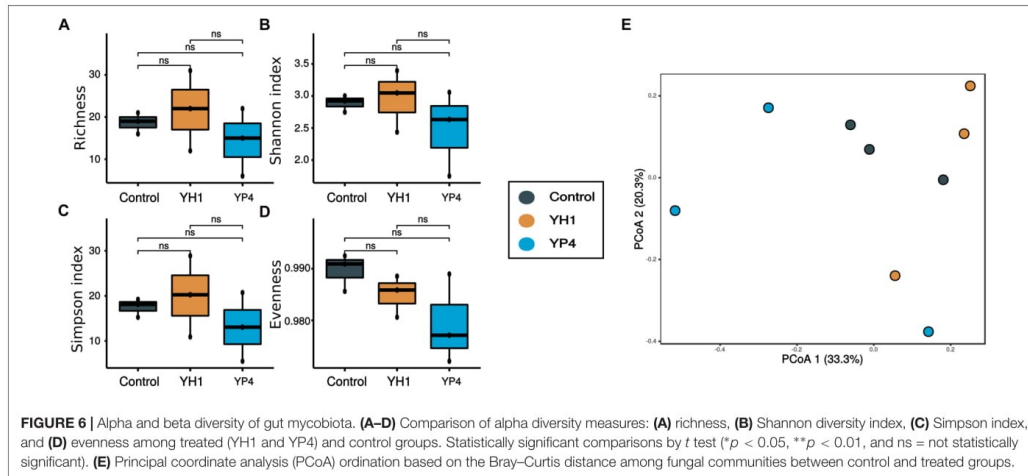 A
ns
ns
ns
Richness
30
20
10
Control YH1 YP4
B
ns
ns
ns
Shannon index
3.5
3.0
2.5
2.0
Control YH1 YP4
C
ns
ns
ns
Simpson index
30
20
10
Control YH1 YP4
D
ns
ns
ns
Evenness
0.990
0.980
Control YH1 YP4
Control
YH1
YP4
E
PCoA 2 (20.3%)
0.2
0.0
-0.2
-0.4
-0.4 -0.2 0.0 0.2
PCoA 1 (33.3%)
FIGURE 6 | Alpha and beta diversity of gut mycobiota. (A–D) Comparison of alpha diversity measures: (A) richness, (B) Shannon diversity index, (C) Simpson index,
and (D) evenness among treated (YH1 and YP4) and control groups. Statistically significant comparisons by t test (*p < 0.05, **p < 0.01, and ns = not statistically
significant). (E) Principal coordinate analysis (PCoA) ordination based on the Bray–Curtis distance among fungal communities between control and treated groups.